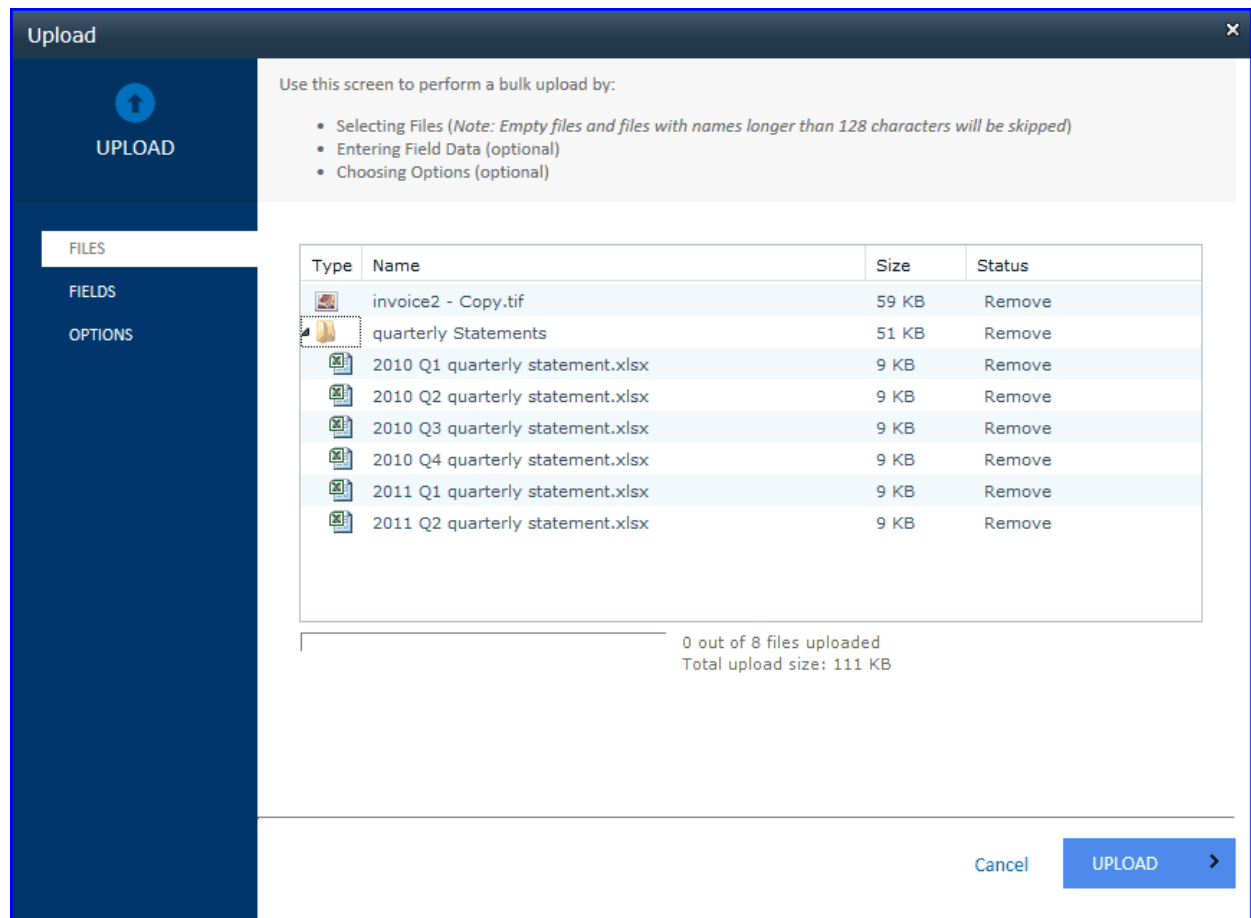 Upload
UPLOAD
Use this screen to perform a bulk upload by:
• Selecting Files (Note: Empty files and files with names longer than 128 characters will be skipped)
• Entering Field Data (optional)
• Choosing Options (optional)
FILES
FIELDS
OPTIONS
Type Name Size Status
invoice2 - Copy.tif 59 KB Remove
quarterly Statements 51 KB Remove
2010 Q1 quarterly statement.xlsx 9 KB Remove
2010 Q2 quarterly statement.xlsx 9 KB Remove
2010 Q3 quarterly statement.xlsx 9 KB Remove
2010 Q4 quarterly statement.xlsx 9 KB Remove
2011 Q1 quarterly statement.xlsx 9 KB Remove
2011 Q2 quarterly statement.xlsx 9 KB Remove
0 out of 8 files uploaded
Total upload size: 111 KB
Cancel UPLOAD